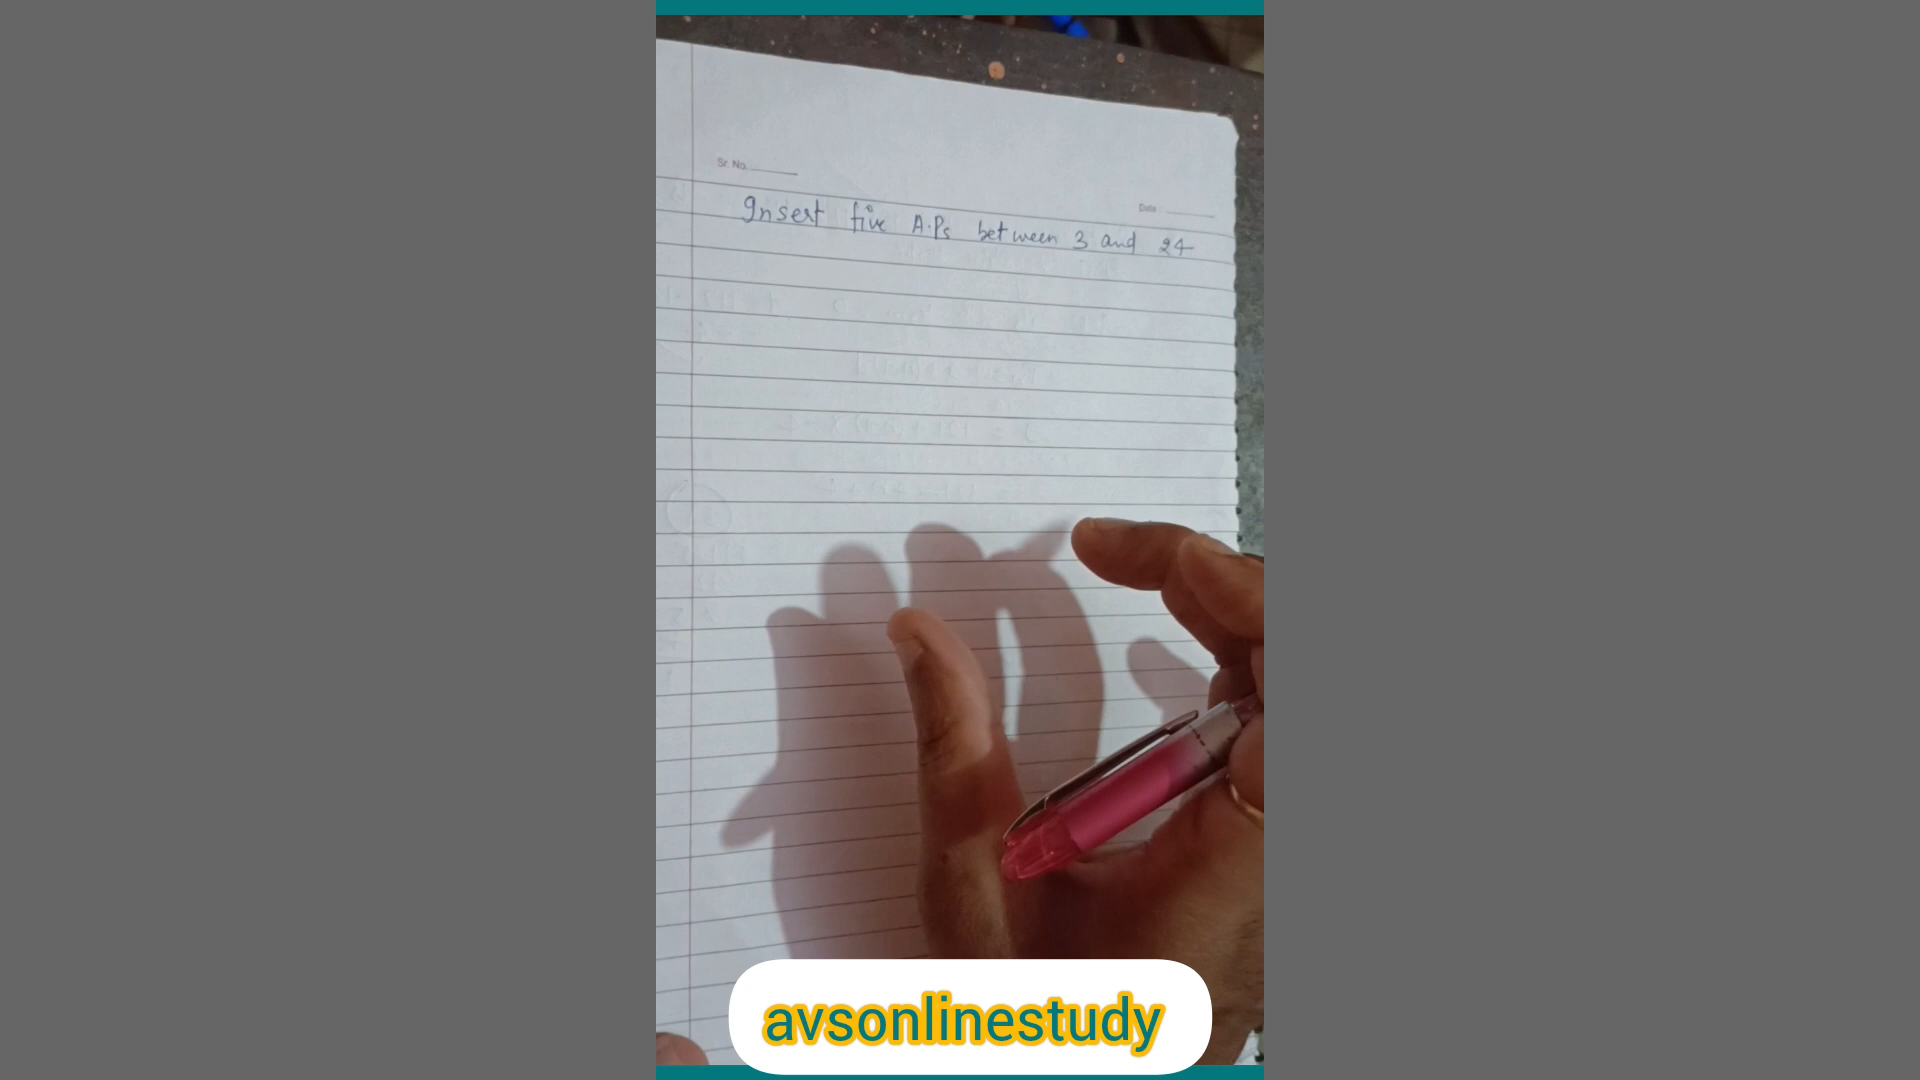 Sr. No.
Date
Insert five A.Ps between 3 and 24
avsonlinestudy